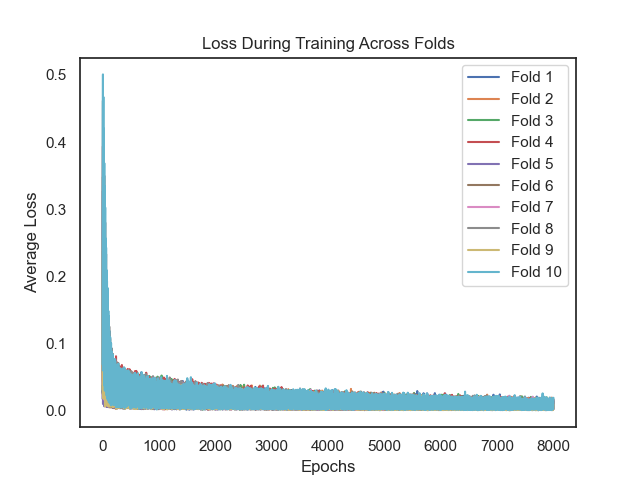 Loss During Training Across Folds
Average Loss
0.5
0.4
0.3
0.2
0.1
0.0
Fold 1
Fold 2
Fold 3
Fold 4
Fold 5
Fold 6
Fold 7
Fold 8
Fold 9
Fold 10
0 1000 2000 3000 4000 5000 6000 7000 8000
Epochs